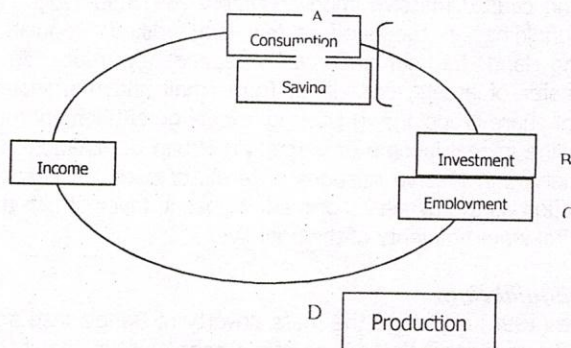 A
Consumption
Saving
Income
Investment B
Employment C
D
Production